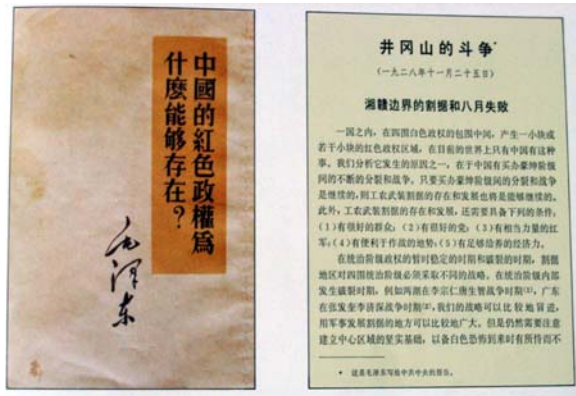 中國的紅色政權爲
什麽能够存在？
毛澤东
井冈山的斗争*
（一九二八年十一月二十五日）
湘赣边界的割据和八月失败
一国之内，在四围白色政权的包围中间，产生一小块或
若干小块的红色政权区域，在目前的世界上只有中国有这种
事。我们分析它发生的原因之一，在于中国有买办豪绅阶级
间的不断的分裂和战争。只要买办豪绅阶级间的分裂和战争
是继续的，则工农武装割据的存在和发展也将是能够继续的。
此外，工农武装割据的存在和发展，还需要具备下列的条件：
（1）有很好的群众；（2）有很好的党；（3）有相当力量的红
军；（4）有便利于作战的地势；（5）有足够给养的经济力。
在统治阶级政权的暂时稳定的时期和破裂的时期，割据
地区对四围统治阶级必须采取不同的战略。在统治阶级内部
发生破裂时期，例如两湖在李宗仁唐生智战争时期〔1〕，广东
在张发奎李济深战争时期〔2〕，我们的战略可以比较地冒进，
用军事发展割据的地方可以比较地广大。但是仍然需要注意
建立中心区域的坚实基础，以备白色恐怖到来时有所恃而不
* 这是毛泽东写给中共中央的报告。